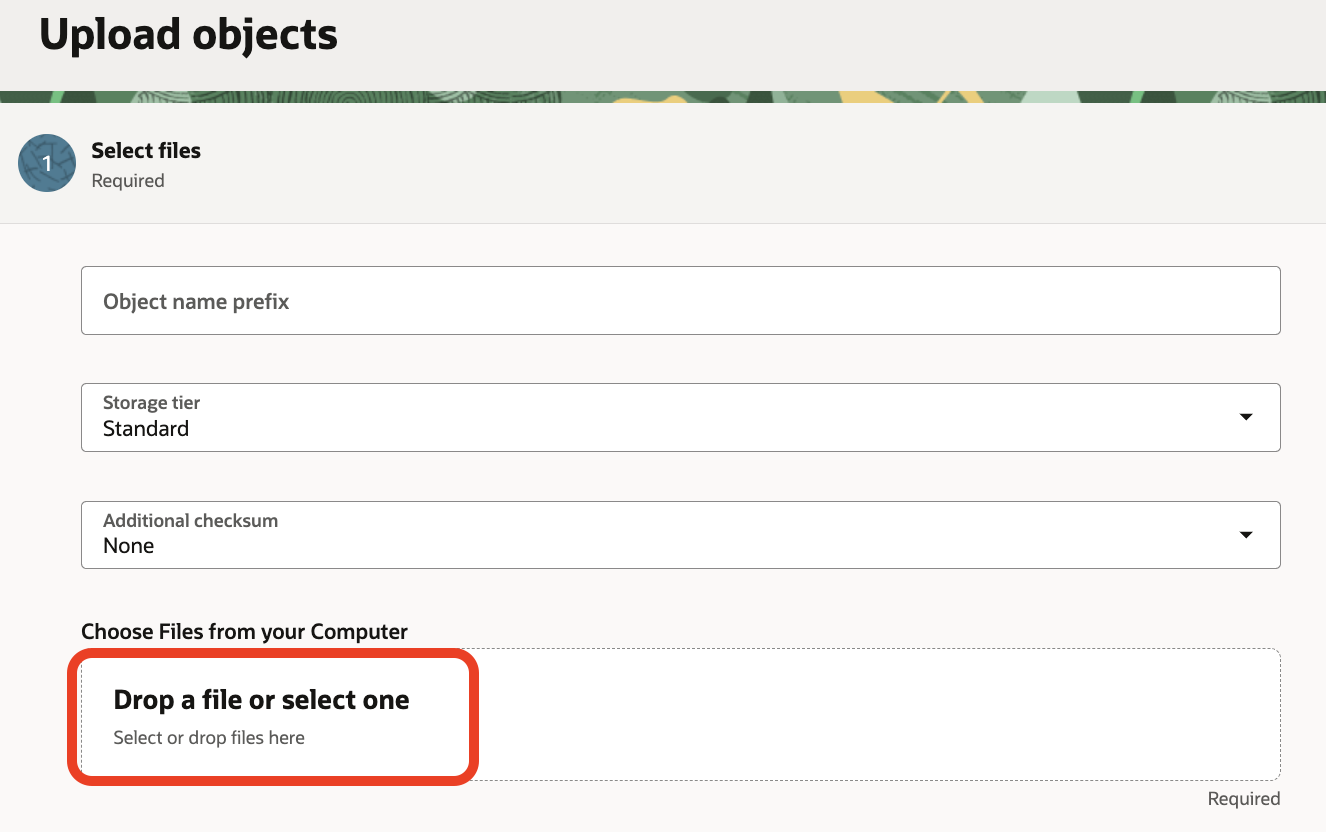 Upload objects
1
Select files
Required
Object name prefix
Storage tier
Standard
Additional checksum
None
Choose Files from your Computer
Drop a file or select one
Select or drop files here
Required